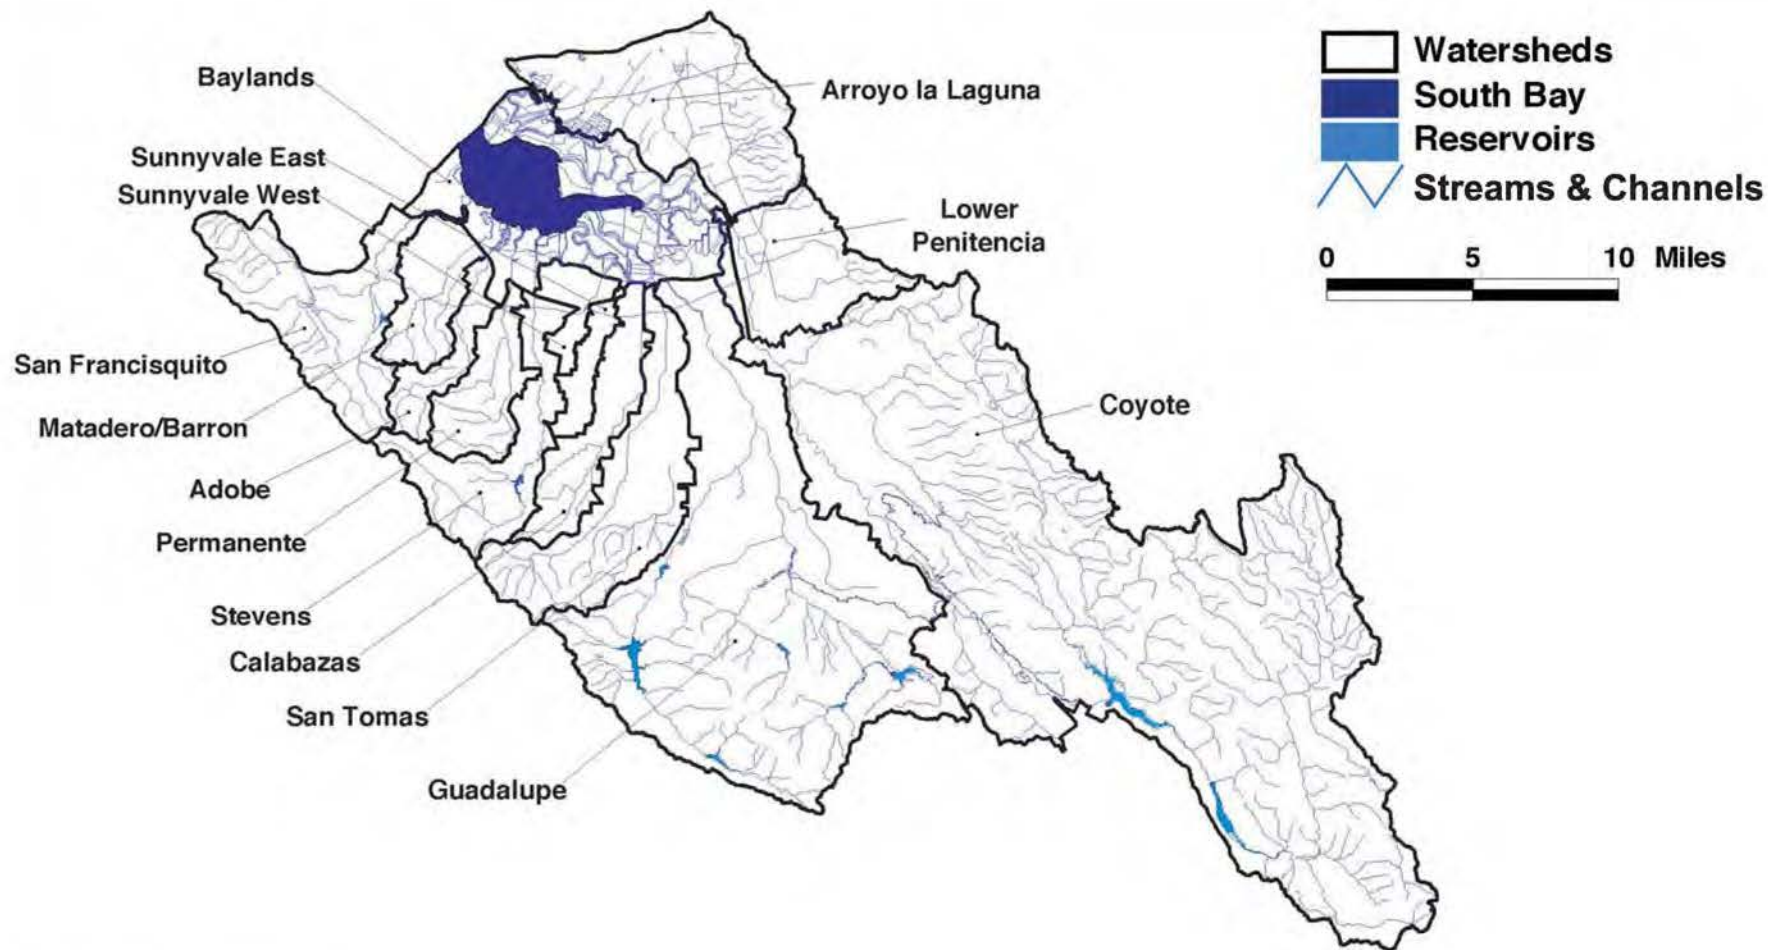 Baylands
Sunnyvale East
Sunnyvale West
San Francisquito
Matadero/Barron
Adobe
Permanente
Stevens
Calabazas
San Tomas
Guadalupe
Arroyo la Laguna
Lower
Penitencia
Coyote
Watersheds
South Bay
Reservoirs
Streams & Channels
0 5 10 Miles